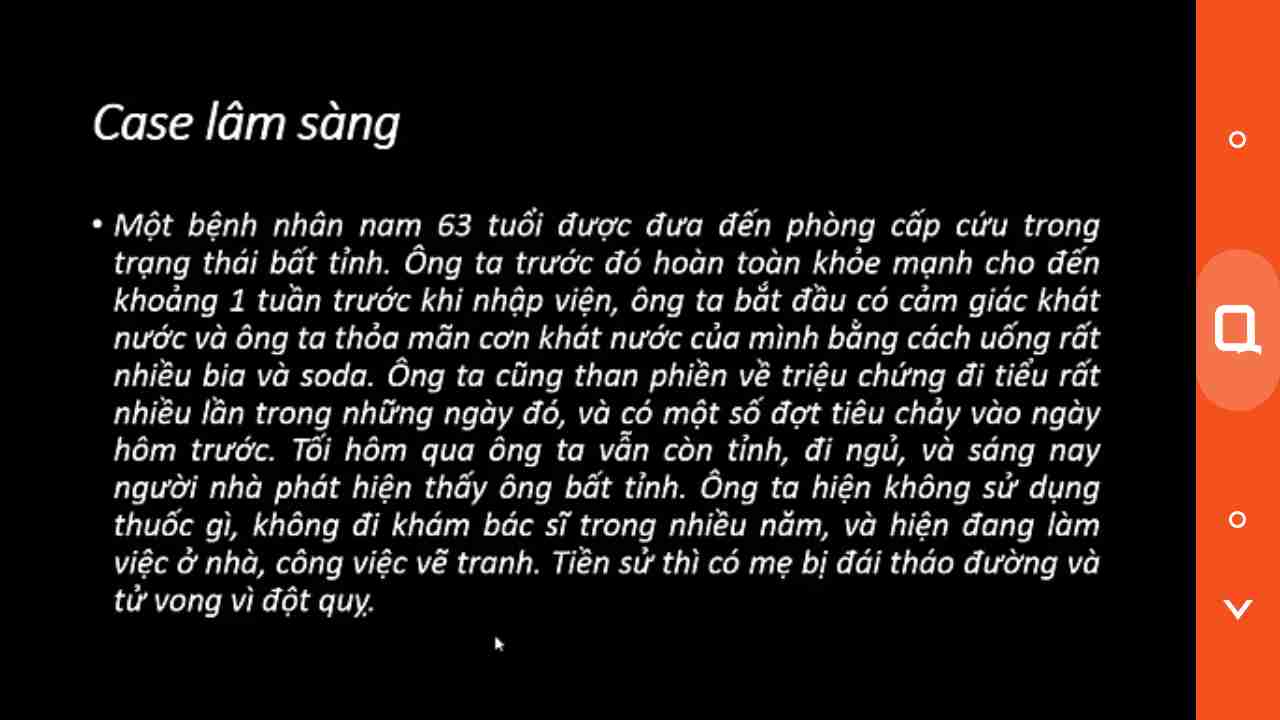 Case lâm sàng
• Một bệnh nhân nam 63 tuổi được đưa đến phòng cấp cứu trong
trạng thái bất tỉnh. Ông ta trước đó hoàn toàn khỏe mạnh cho đến
khoảng 1 tuần trước khi nhập viện, ông ta bắt đầu có cảm giác khát
nước và ông ta thỏa mãn cơn khát nước của mình bằng cách uống rất
nhiều bia và soda. Ông ta cũng than phiền về triệu chứng đi tiểu rất
nhiều lần trong những ngày đó, và có một số đợt tiêu chảy vào ngày
hôm trước. Tối hôm qua ông ta vẫn còn tỉnh, đi ngủ, và sáng nay
người nhà phát hiện thấy ông bất tỉnh. Ông ta hiện không sử dụng
thuốc gì, không đi khám bác sĩ trong nhiều năm, và hiện đang làm
việc ở nhà, công việc vẽ tranh. Tiền sử thì có mẹ bị đái tháo đường và
tử vong vì đột quỵ.